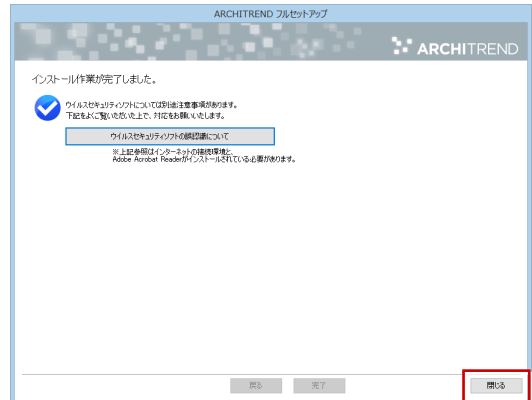 ARCHITREND フルセットアップ
ARCHITREND
インストール作業が完了しました。
ウイルスセキュリティソフトについては別途注意事項があります。
下記をよくご覧いただいた上で、対応をお願いいたします。
ウイルスセキュリティソフトの誤認識について
※上記参照はインターネットの接続環境と、
Adobe Acrobat Readerがインストールされている必要があります。
戻る 完了 閉じる